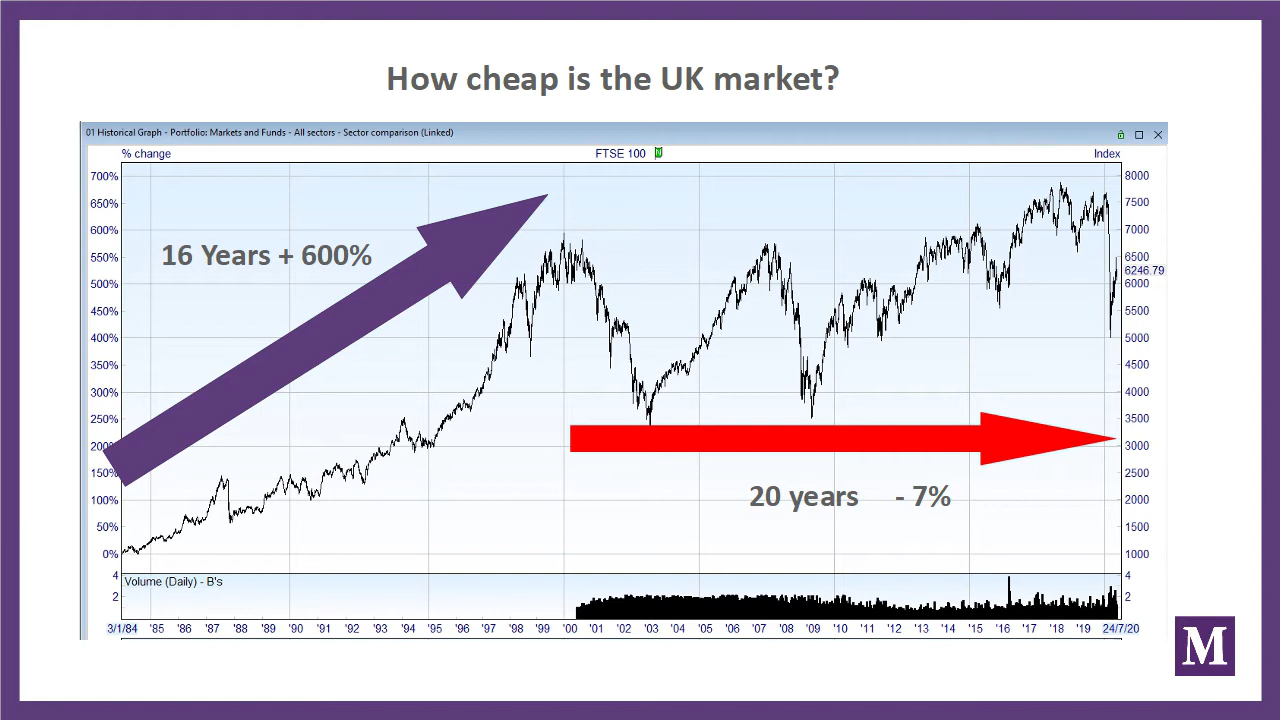 How cheap is the UK market?
01 Historical Graph - Portfolio: Markets and Funds - All sectors - Sector comparison (Linked)
% change FTSE 100 Index
700% 8000
650% 7500
600% 7000
16 Years + 600%
550% 6500
6246.79
500% 6000
450% 5500
400% 5000
350% 4500
300% 4000
250% 3500
200% 3000
150% 2500
20 years - 7%
100% 2000
50% 1500
0% 1000
4 Volume (Daily) - B's 4
2 2
3/1/84 '85 '86 '87 '88 '89 '90 '91 '92 '93 '94 '95 '96 '97 '98 '99 '00 '01 '02 '03 '04 '05 '06 '07 '08 '09 '10 '11 '12 '13 '14 '15 '16 '17 '18 '19 24/7/20
M